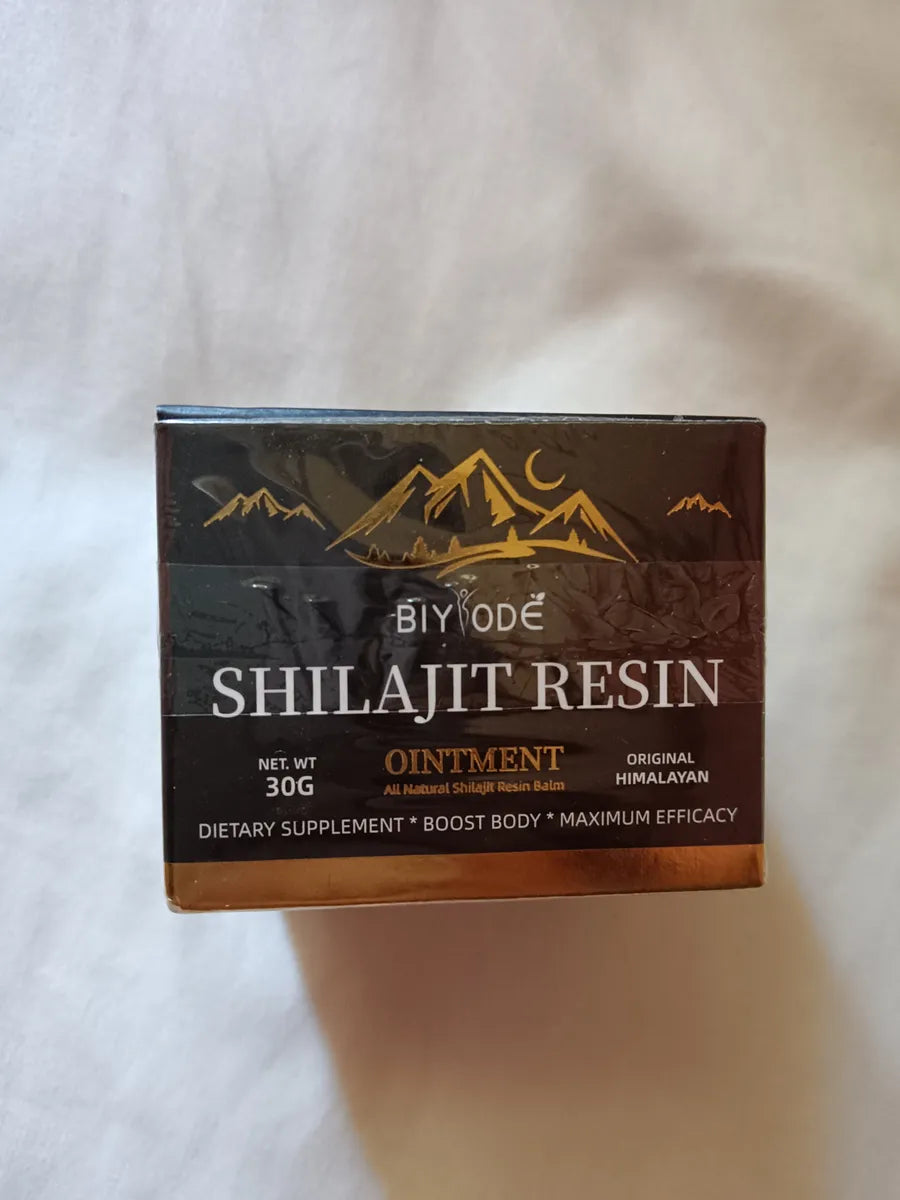 BIYODE
SHILAJIT RESIN
NET. WT
30G
OINTMENT
All Natural Shilajit Resin Balm
ORIGINAL
HIMALAYAN
DIETARY SUPPLEMENT * BOOST BODY * MAXIMUM EFFICACY